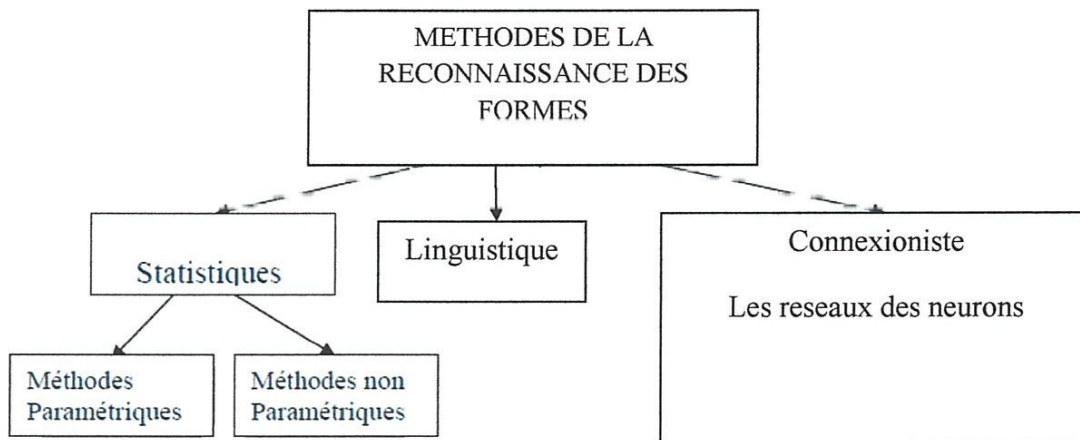 METHODES DE LA
RECONNAISSANCE DES
FORMES
Statistiques
Linguistique
Connexioniste
Les reseaux des neurons
Méthodes
Paramétriques
Méthodes non
Paramétriques